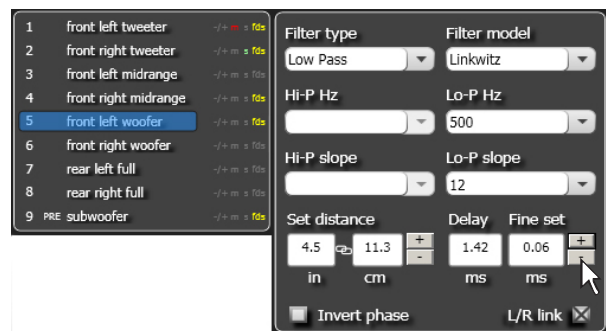 1 front left tweeter -/+ m s fds
2 front right tweeter -/+ m s fds
3 front left midrange -/+ m s fds
4 front right midrange -/+ m s fds
5 front left woofer -/+ m s fds
6 front right woofer -/+ m s fds
7 rear left full -/+ m s fds
8 rear right full -/+ m s fds
9 PRE subwoofer -/+ m s fds
Filter type Filter model
Low Pass Linkwitz
Hi-P Hz Lo-P Hz
500
Hi-P slope Lo-P slope
12
Set distance Delay Fine set
4.5 11.3 + - 1.42 0.06 + -
in cm ms ms
Invert phase L/R link